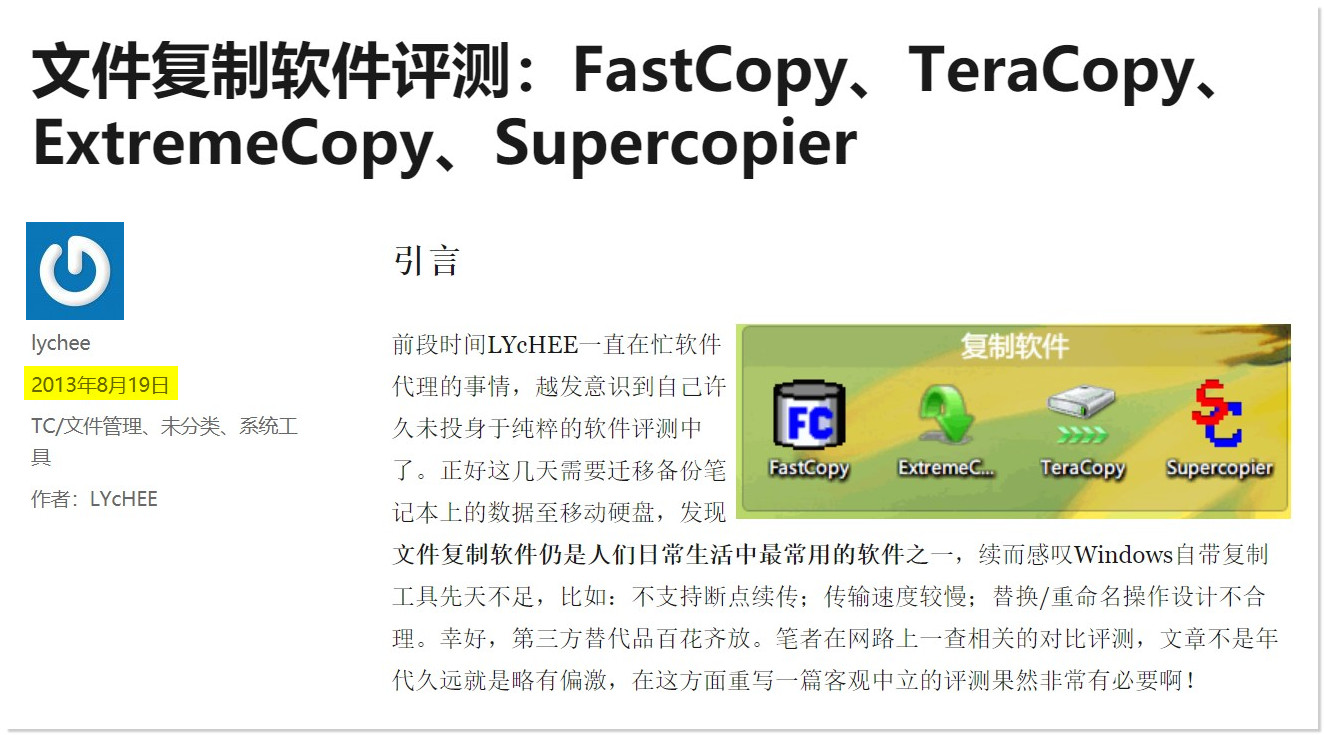 文件复制软件评测：FastCopy、TeraCopy、
ExtremeCopy、Supercopier
lychee
2013年8月19日
TC/文件管理、未分类、系统工
具
作者：LYcHEE
引言
前段时间LYcHEE一直在忙软件
代理的事情，越发意识到自己许
久未投身于纯粹的软件评测中
了。正好这几天需要迁移备份笔
记本上的数据至移动硬盘，发现
复制软件
FC
SC
FastCopy
ExtremeC...
TeraCopy
Supercopier
文件复制软件仍是人们日常生活中最常用的软件之一，续而感叹Windows自带复制
工具先天不足，比如：不支持断点续传；传输速度较慢；替换/重命名操作设计不合
理。幸好，第三方替代品百花齐放。笔者在网路上一查相关的对比评测，文章不是年
代久远就是略有偏激，在这方面重写一篇客观中立的评测果然非常有必要啊！